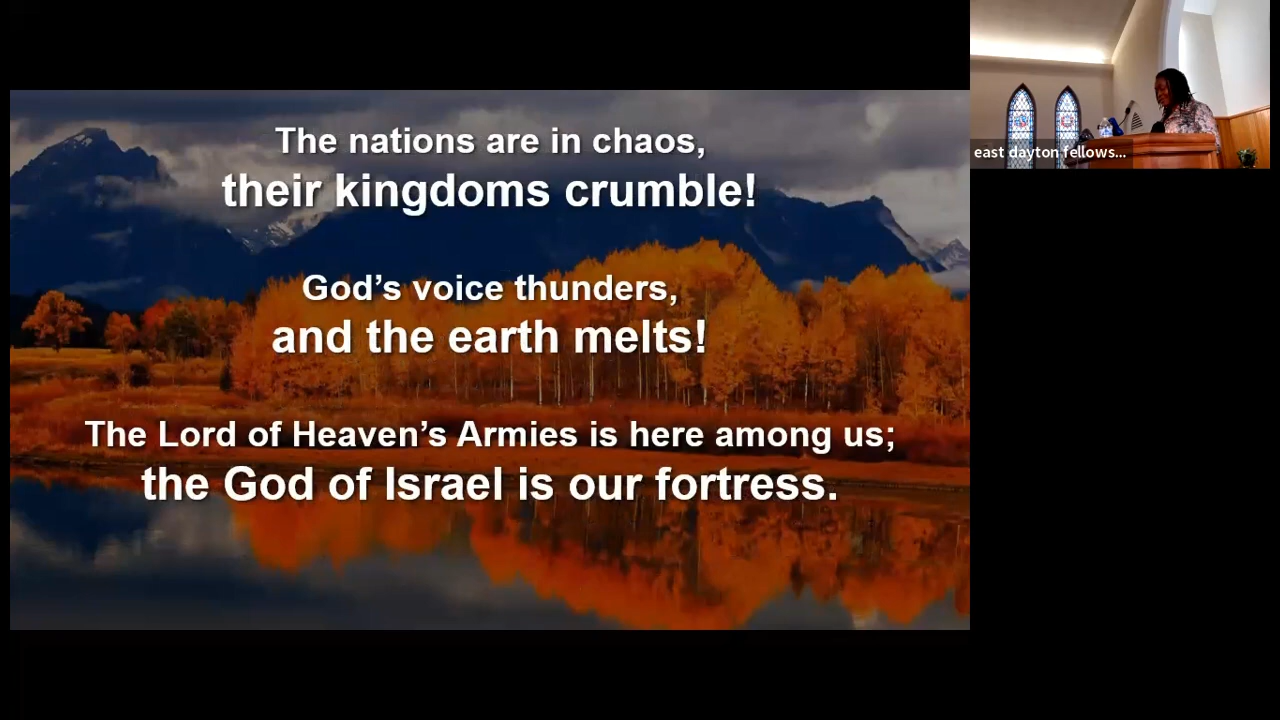 The nations are in chaos,
their kingdoms crumble!
God’s voice thunders,
and the earth melts!
The Lord of Heaven’s Armies is here among us;
the God of Israel is our fortress.
east dayton fellows...